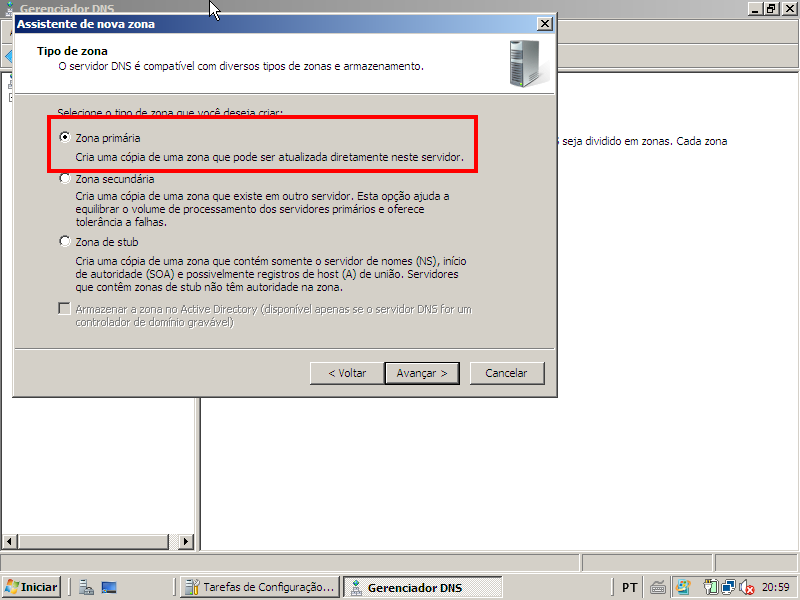 Gerenciador DNS
Assistente de nova zona
Tipo de zona
O servidor DNS é compatível com diversos tipos de zonas e armazenamento.
Selecione o tipo de zona que você deseja criar:
Zona primária
Cria uma cópia de uma zona que pode ser atualizada diretamente neste servidor.
Zona secundária
Cria uma cópia de uma zona que existe em outro servidor. Esta opção ajuda a
equilibrar o volume de processamento dos servidores primários e oferece
tolerância a falhas.
Zona de stub
Cria uma cópia de uma zona que contém somente o servidor de nomes (NS), início
de autoridade (SOA) e possivelmente registros de host (A) de união. Servidores
que contêm zonas de stub não têm autoridade na zona.
Armazenar a zona no Active Directory (disponível apenas se o servidor DNS for um
controlador de domínio gravável)
< Voltar
Avançar >
Cancelar
seja dividido em zonas. Cada zona
Iniciar
Tarefas de Configuração...
Gerenciador DNS
PT
20:59